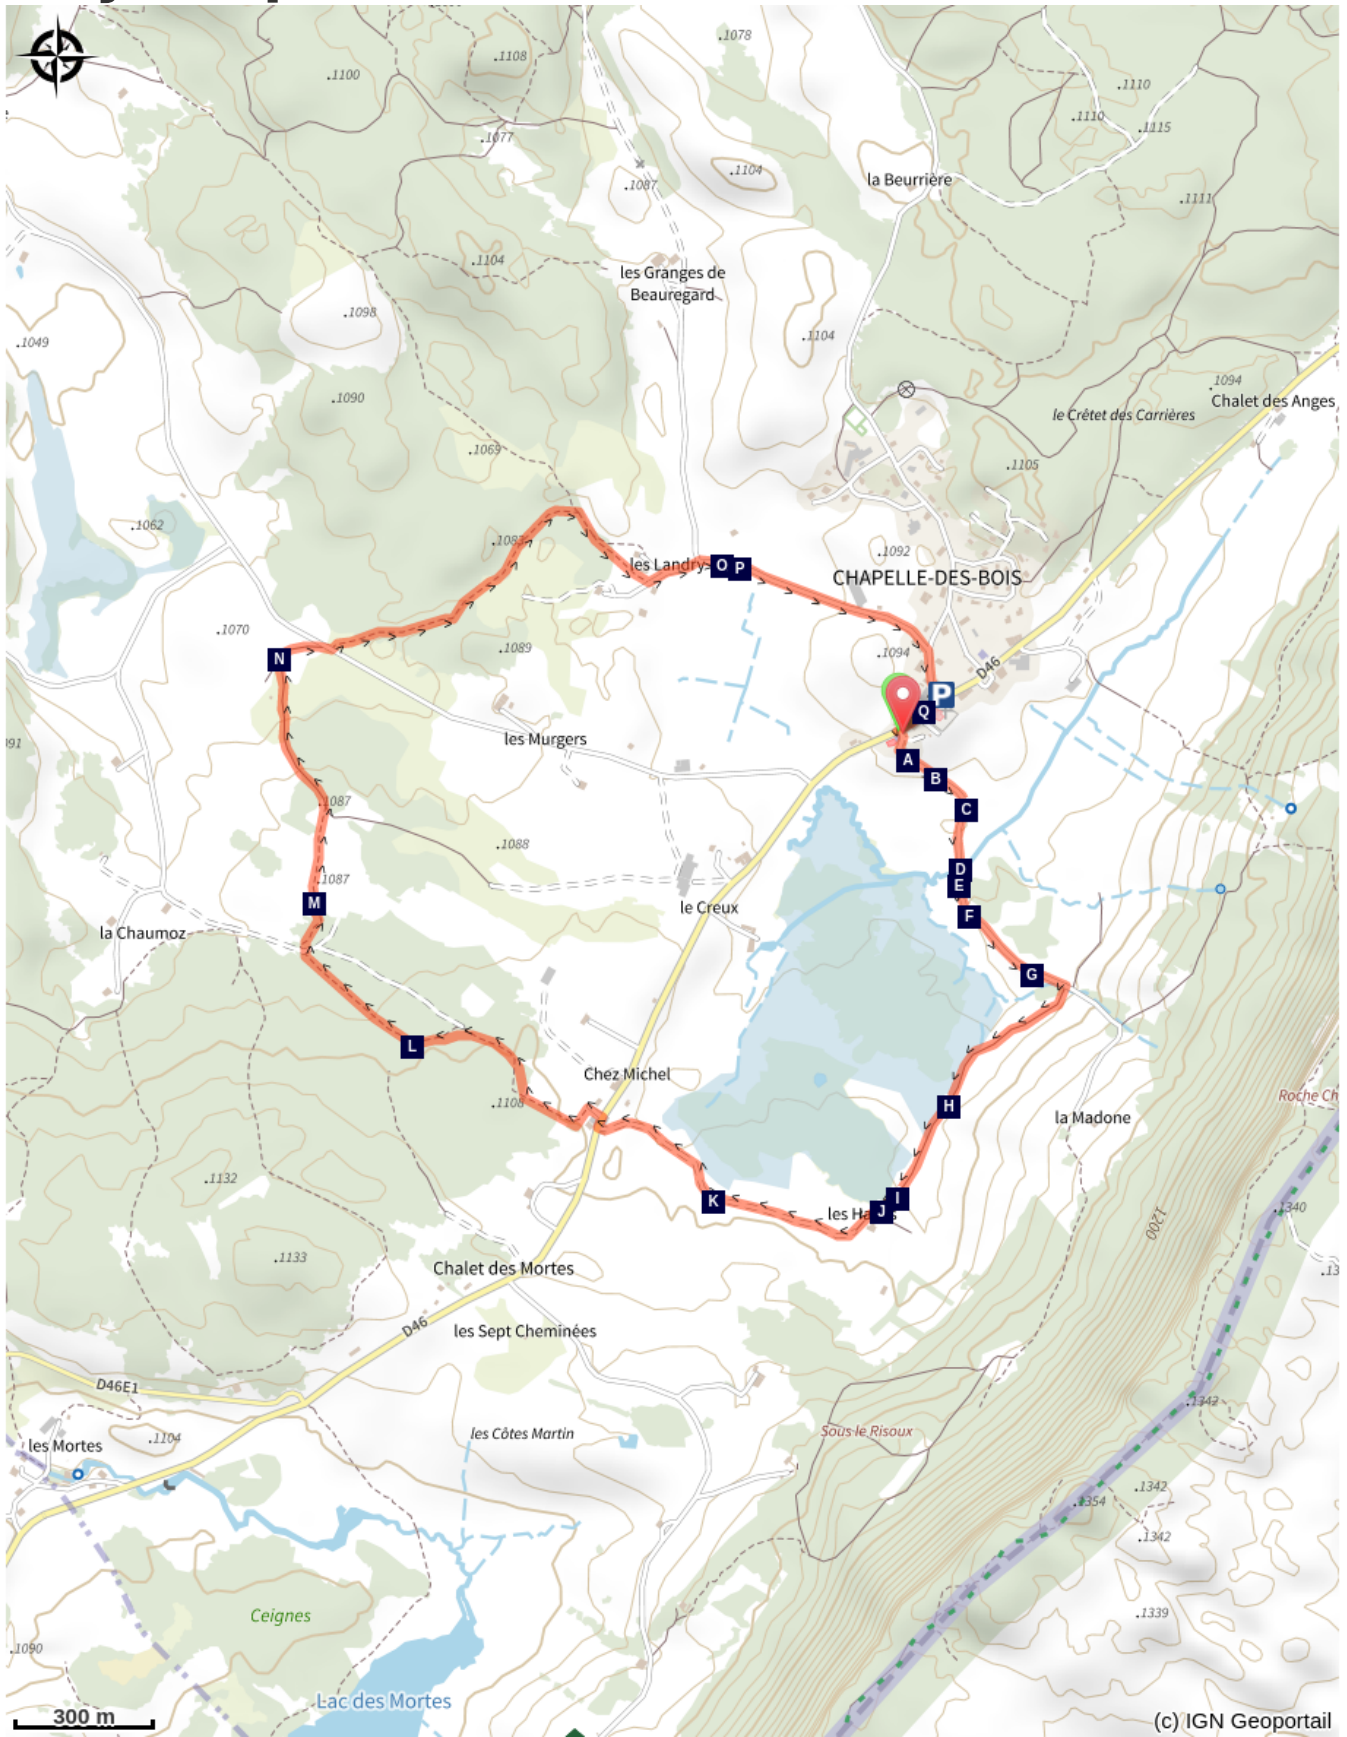 .1078
.1108
.1100
.1110
.1110
.1115
.1077
.1104
.1087
la Beurrière
.1111
.1104
les Granges de
Beauregard
.1098
.1104
.1049
.1094
Chalet des Anges
.1090
le Crêtet des Carrières
.1069
.1105
.1062
.1083
.1092
les Landry
O
P
CHAPELLE-DES-BOIS
.1070
.1089
.1094
N
D46
P
Q
les Murgers
A
B
C
.1087
.1088
D
E
.1087
M
le Creux
F
la Chaumoz
G
L
Chez Michel
.1108
H
Roche Ch
la Madone
.1132
I
K
J
.1340
1200
.1133
Chalet des Mortes
D46
les Sept Cheminées
D46E1
.1342
les Côtes Martin
Sous le Risoux
les Mortes
.1104
.1342
.1354
.1342
Ceignes
.1339
.1090
Lac des Mortes
300 m
(c) IGN Geoportail